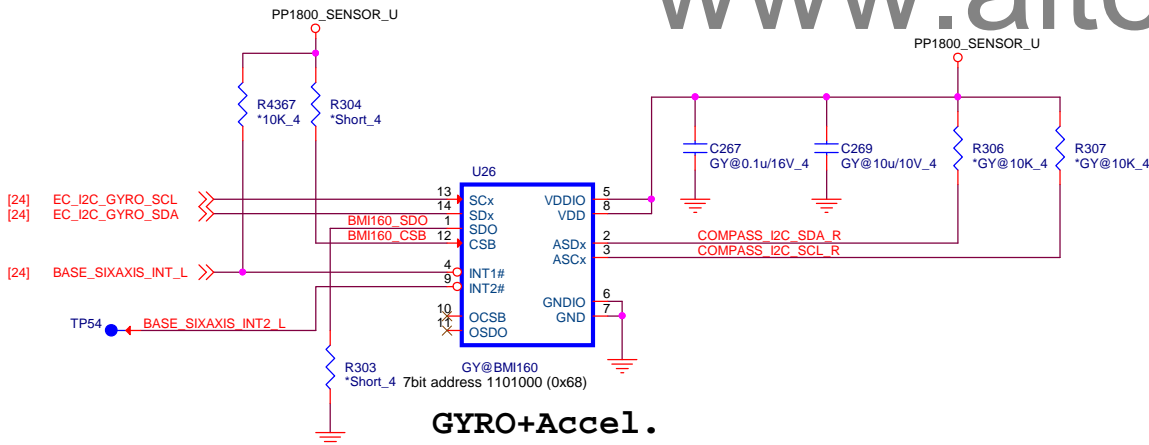 www.alto
PP1800_SENSOR_U
PP1800_SENSOR_U
R4367
*10K_4
R304
*Short_4
C267
GY@0.1u/16V_4
C269
GY@10u/10V_4
R306
*GY@10K_4
R307
*GY@10K_4
U26
[24] EC_I2C_GYRO_SCL
13 SCx
VDDIO 5
[24] EC_I2C_GYRO_SDA
14 SDx
VDD 8
BMI160_SDO 1 SDO
BMI160_CSB 12 CSB
ASDx 2 COMPASS_I2C_SDA_R
ASCx 3 COMPASS_I2C_SCL_R
[24] BASE_SIXAXIS_INT_L
4 INT1#
9 INT2#
GNDIO 6
GND 7
TP54 BASE_SIXAXIS_INT2_L
10 OCSB
11 OSDO
R303
*Short_4
GY@BMI160
7bit address 1101000 (0x68)
GYRO+Accel.